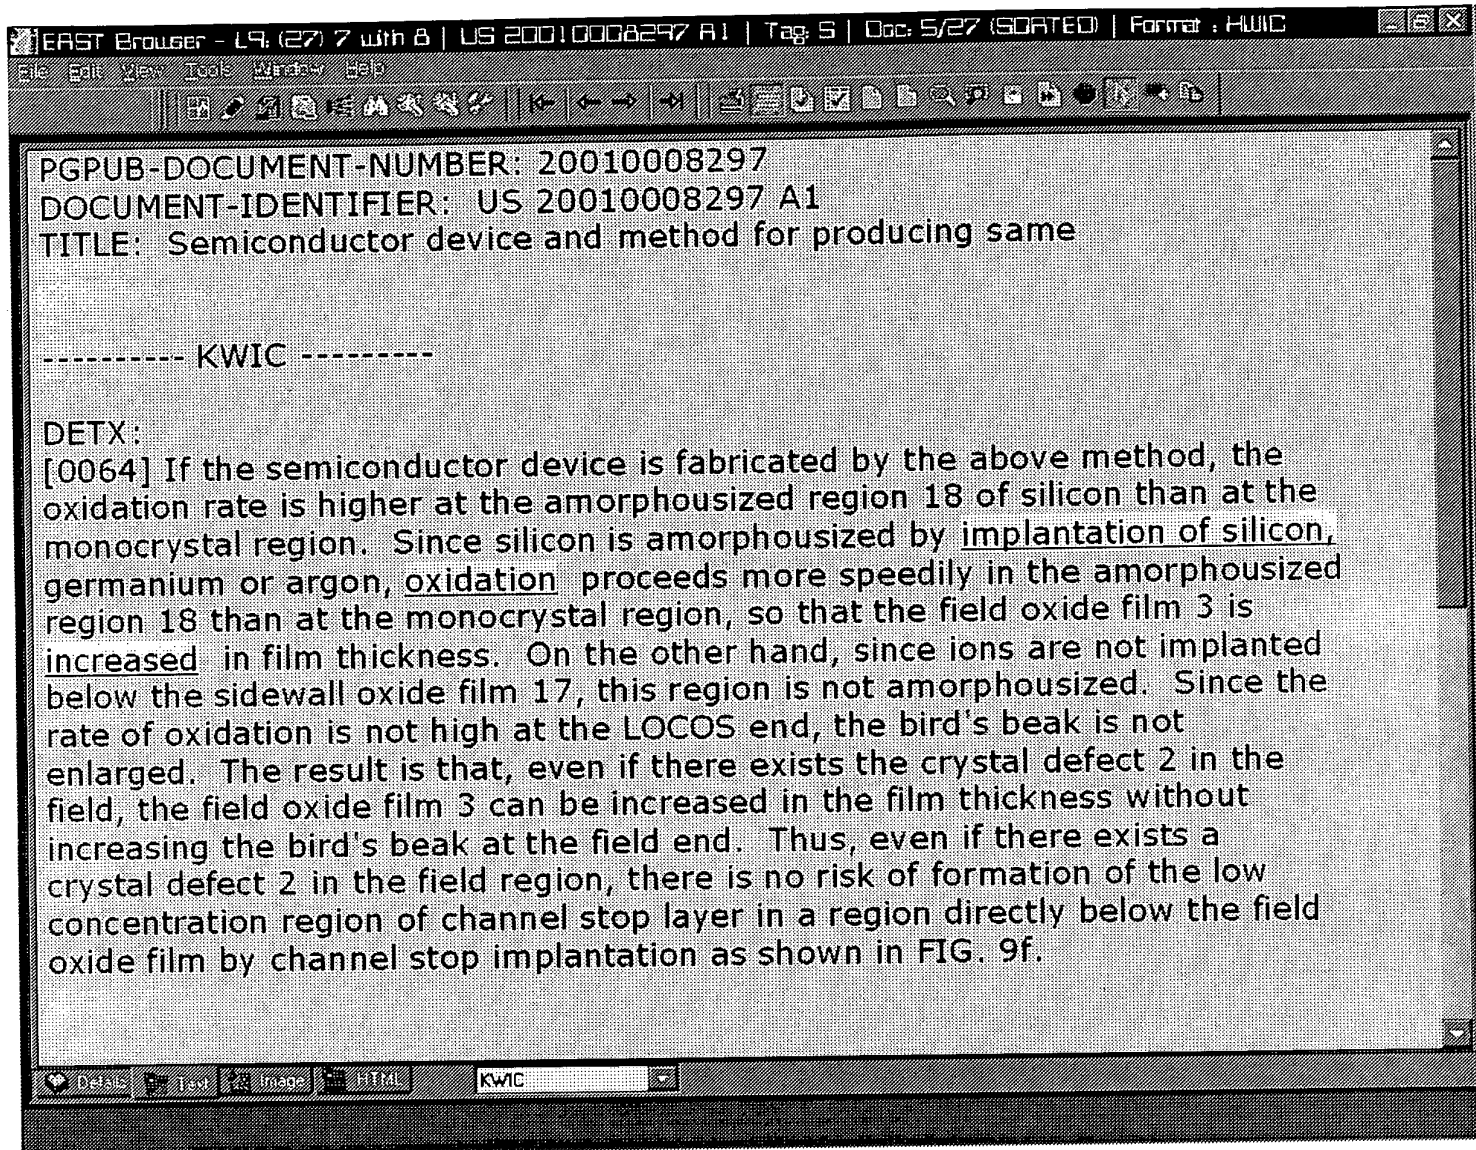 EAST Browser - L9: (27) 7 with 8 | US 20010008297 A1 | Tag: S | Doc: 5/27 (SORTED) | Format : KWIC
File Edit View Tools Window Help
PGPUB-DOCUMENT-NUMBER: 20010008297
DOCUMENT-IDENTIFIER: US 20010008297 A1
TITLE: Semiconductor device and method for producing same
---------- KWIC ---------
DETX:
[0064] If the semiconductor device is fabricated by the above method, the
oxidation rate is higher at the amorphousized region 18 of silicon than at the
monocrystal region. Since silicon is amorphousized by implantation of silicon,
germanium or argon, oxidation proceeds more speedily in the amorphousized
region 18 than at the monocrystal region, so that the field oxide film 3 is
increased in film thickness. On the other hand, since ions are not implanted
below the sidewall oxide film 17, this region is not amorphousized. Since the
rate of oxidation is not high at the LOCOS end, the bird's beak is not
enlarged. The result is that, even if there exists the crystal defect 2 in the
field, the field oxide film 3 can be increased in the film thickness without
increasing the bird's beak at the field end. Thus, even if there exists a
crystal defect 2 in the field region, there is no risk of formation of the low
concentration region of channel stop layer in a region directly below the field
oxide film by channel stop implantation as shown in FIG. 9f.
Details Text Image HTML KWIC